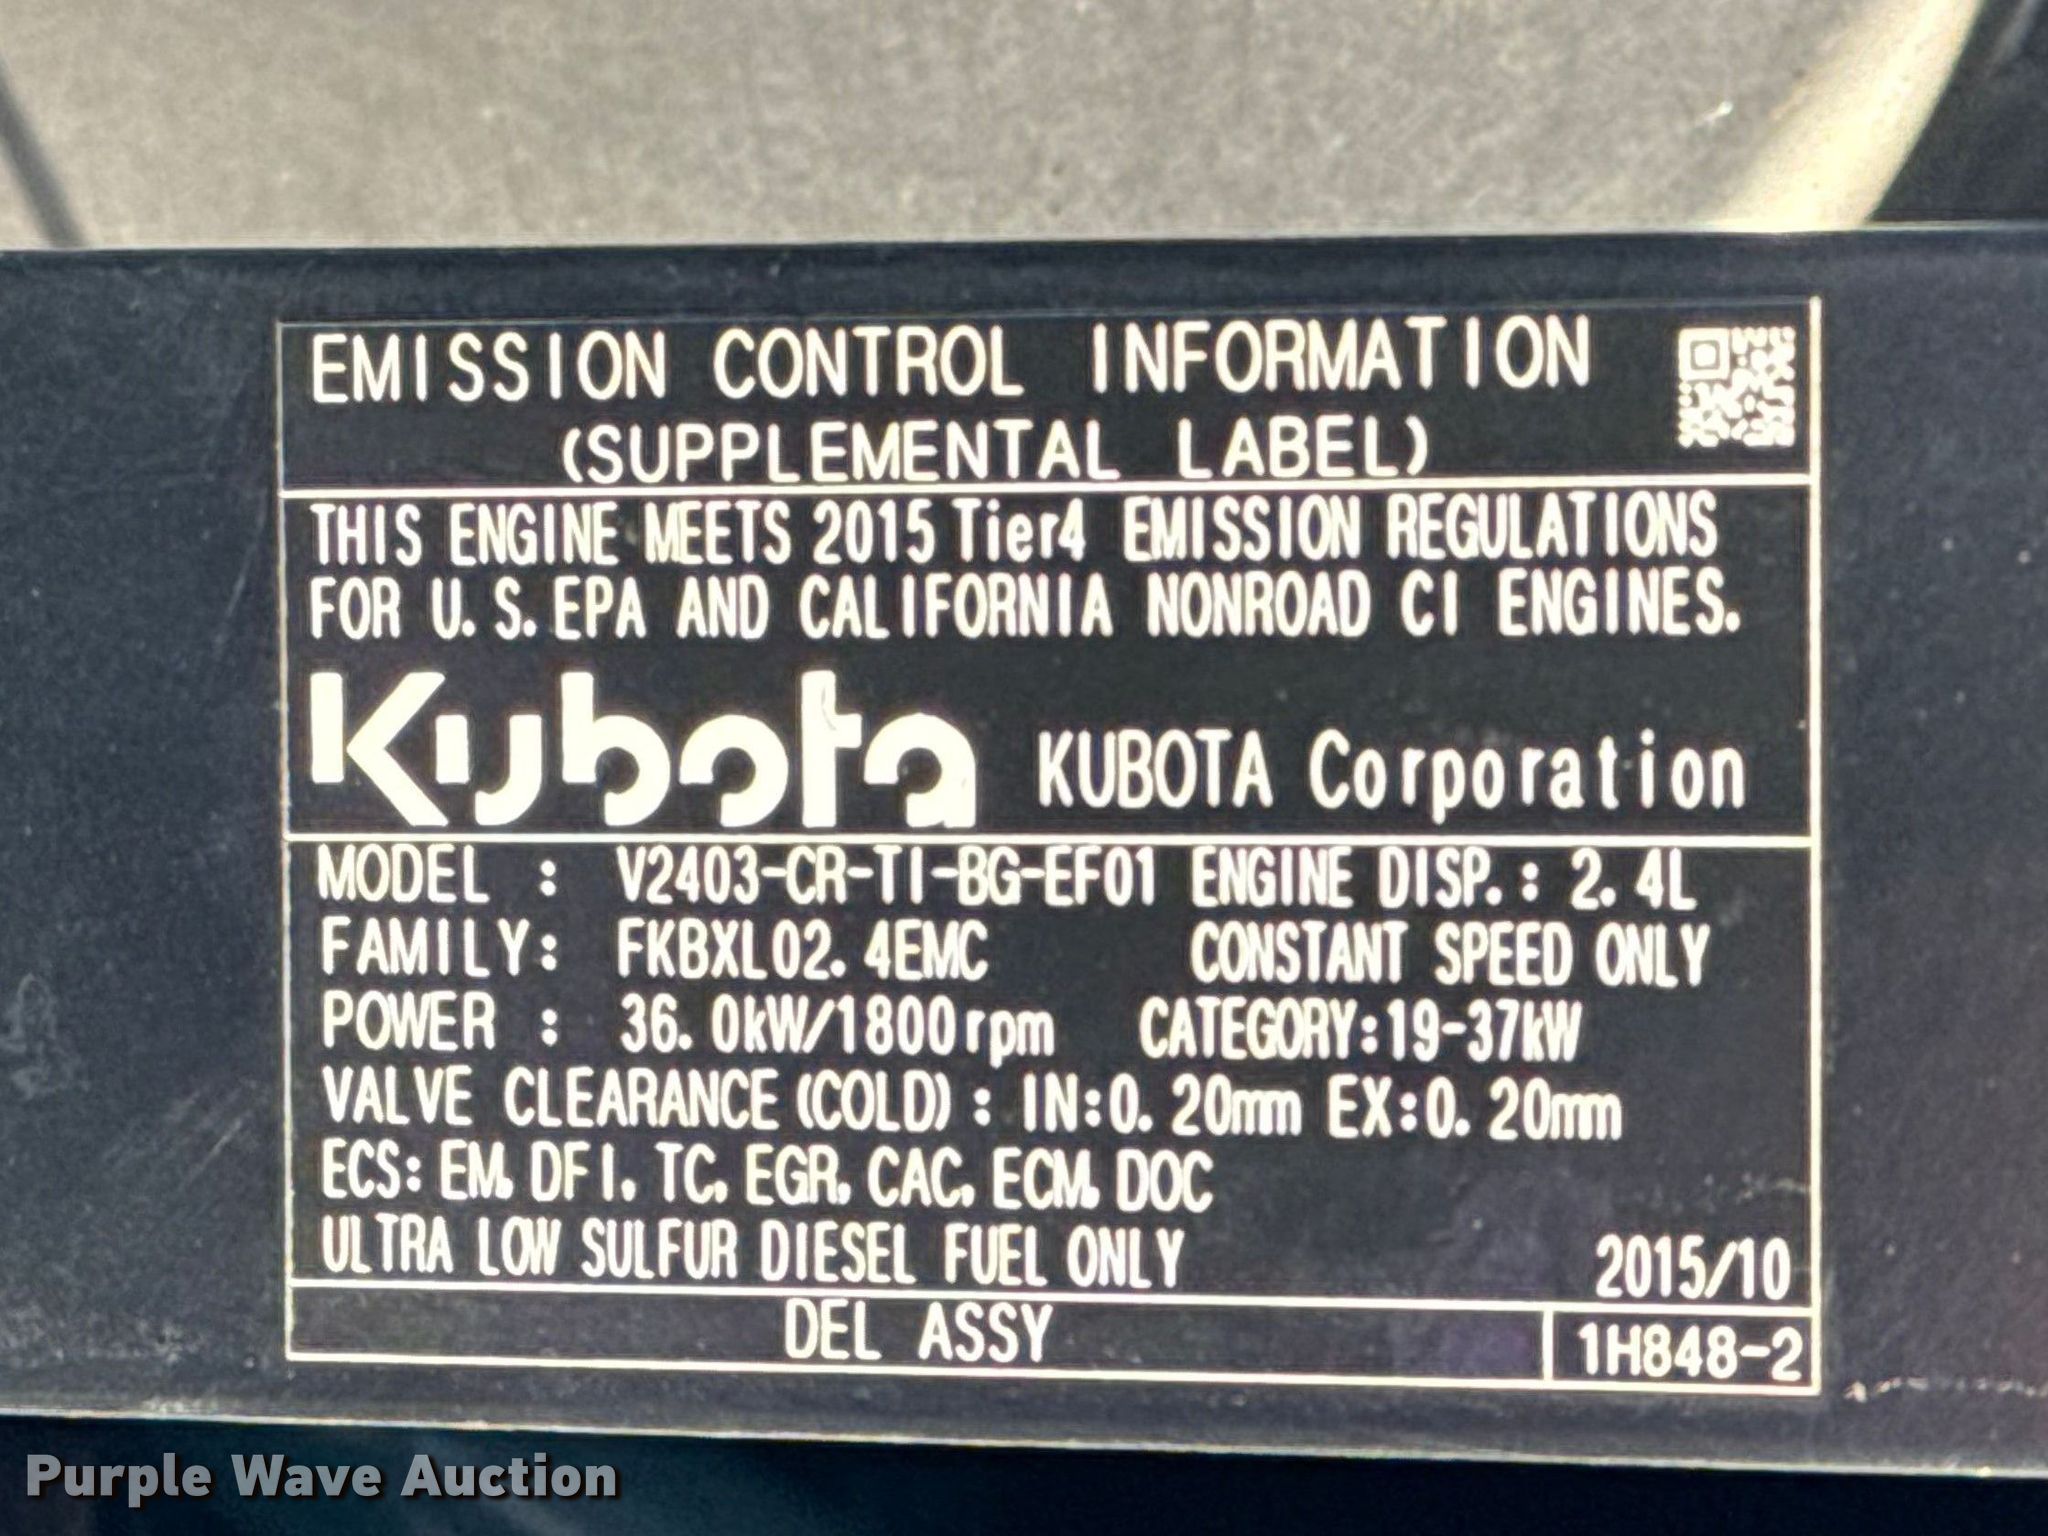 EMISSION CONTROL INFORMATION
(SUPPLEMENTAL LABEL)
THIS ENGINE MEETS 2015 Tier4 EMISSION REGULATIONS
FOR U.S.EPA AND CALIFORNIA NONROAD CI ENGINES.
Kubota KUBOTA Corporation
MODEL : V2403-CR-TI-BG-EF01 ENGINE DISP.: 2.4L
FAMILY: FKBXL02.4EMC CONSTANT SPEED ONLY
POWER : 36.0kW/1800rpm CATEGORY:19-37kW
VALVE CLEARANCE(COLD): IN:0.20mm EX:0.20mm
ECS: EM, DFI, TC, EGR, CAC, ECM, DOC
ULTRA LOW SULFUR DIESEL FUEL ONLY 2015/10
DEL ASSY 1H848-2
Purple Wave Auction